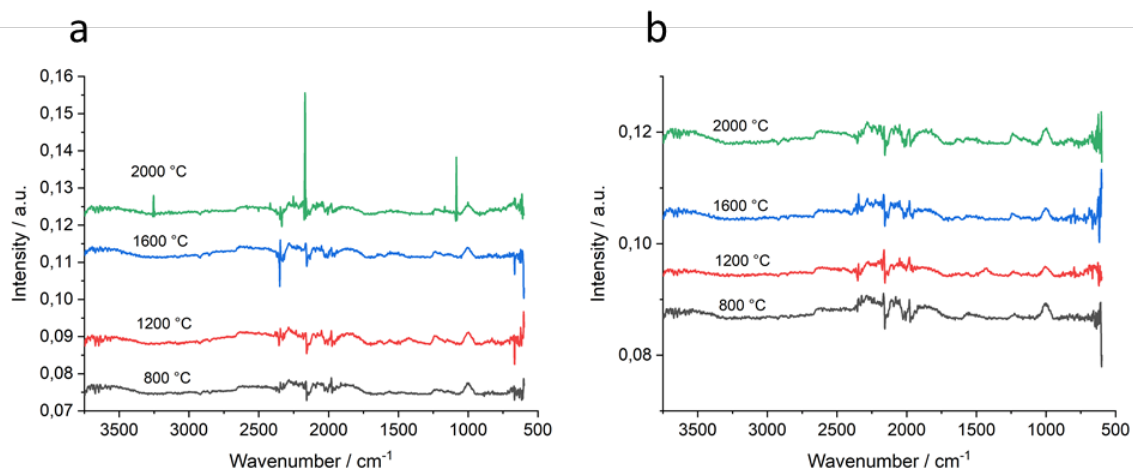 a
b
0,16
0,15
0,14
0,13
0,12
0,11
0,10
0,09
0,08
0,07
Intensity / a.u.
2000 °C
1600 °C
1200 °C
800 °C
3500 3000 2500 2000 1500 1000 500
Wavenumber / cm⁻¹
0,12
0,10
0,08
Intensity / a.u.
2000 °C
1600 °C
1200 °C
800 °C
3500 3000 2500 2000 1500 1000 500
Wavenumber / cm⁻¹